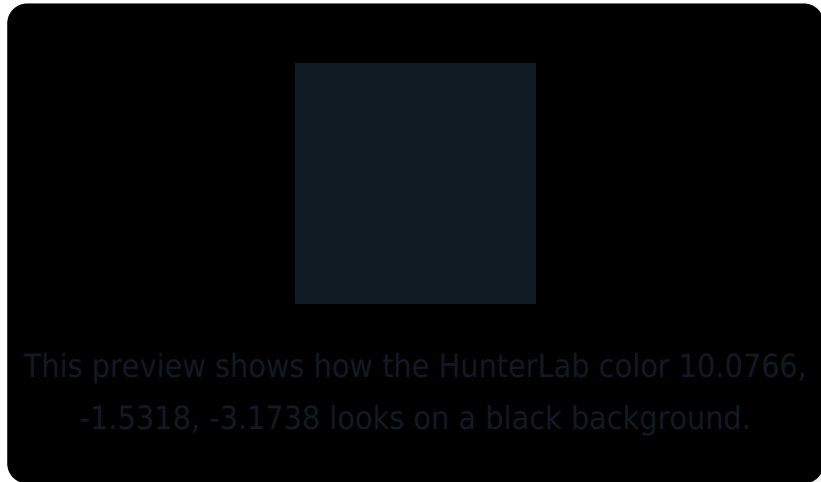 This preview shows how the HunterLab color 10.0766,
-1.5318, -3.1738 looks on a black background.